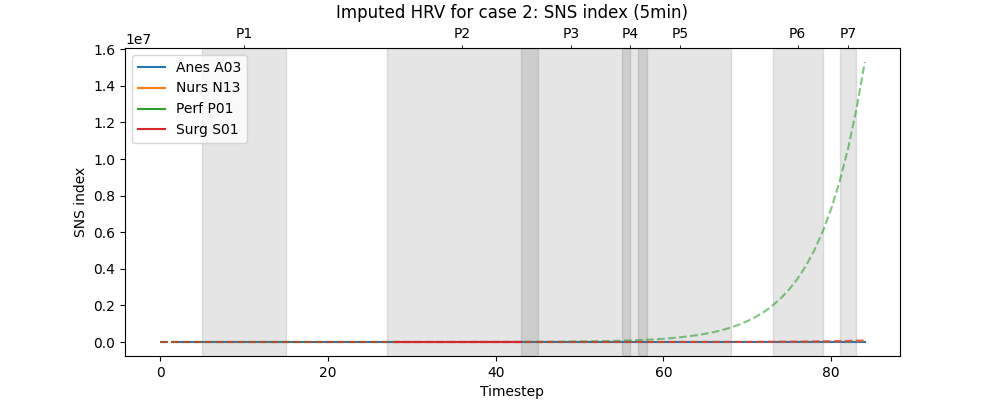 Imputed HRV for case 2: SNS index (5min)
P1 P2 P3 P4 P5 P6 P7
1e7
1.6
1.4
1.2
1.0
0.8
0.6
0.4
0.2
0.0
SNS index
Anes A03
Nurs N13
Perf P01
Surg S01
0 20 40 60 80
Timestep